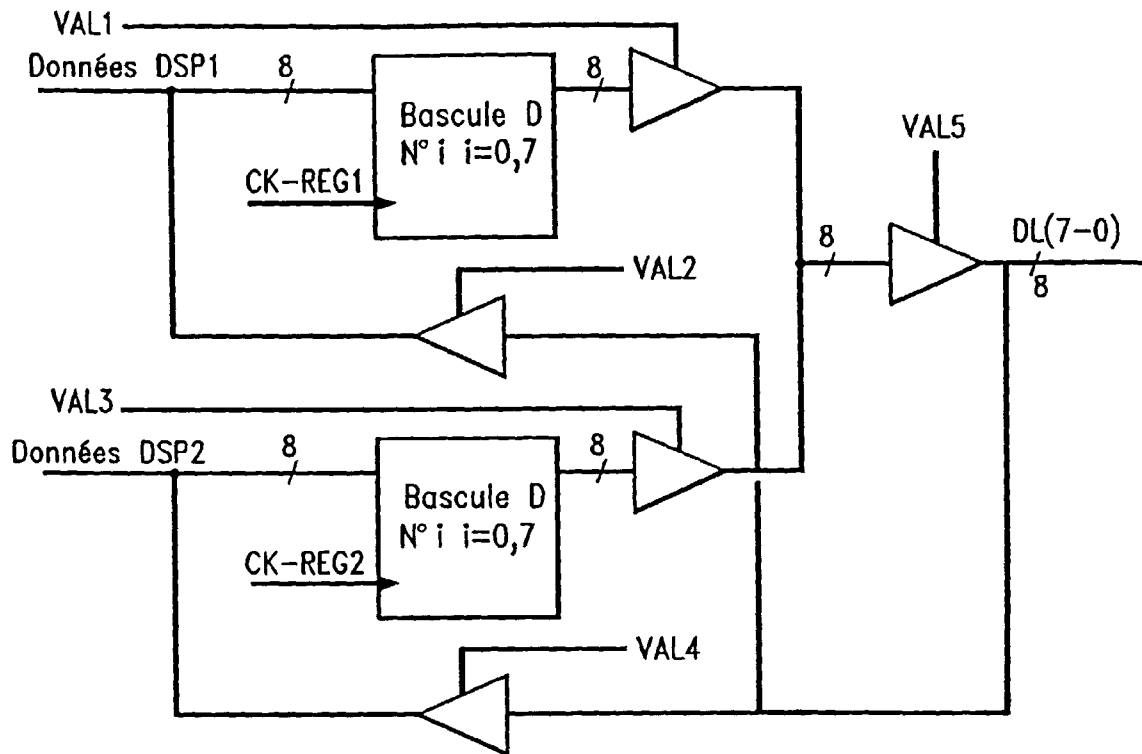 VAL1
Données DSP1
8
8
Bascule D
N° i i=0,7
CK-REG1
VAL5
DL(7-0)
8
8
VAL2
VAL3
Données DSP2
8
8
Bascule D
N° i i=0,7
CK-REG2
VAL4